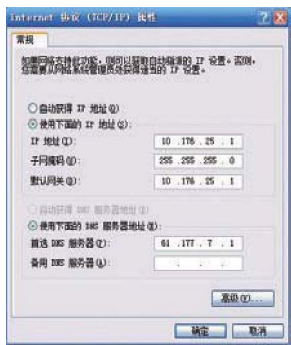 Internet 协议 (TCP/IP) 属性
常规
如果网络支持此功能，则可以获取自动指派的 IP 设置。否则，
您需要从网络系统管理员处获得适当的 IP 设置。
自动获得 IP 地址(O)
使用下面的 IP 地址(S):
IP 地址(I): 10 .176 .25 . 1
子网掩码(U): 255 .255 .255 . 0
默认网关(D): 10 .176 .25 . 1
自动获得 DNS 服务器地址(B)
使用下面的 DNS 服务器地址(E):
首选 DNS 服务器(P): 61 .177 . 7 . 1
备用 DNS 服务器(A): . . .
高级(V)...
确定 取消